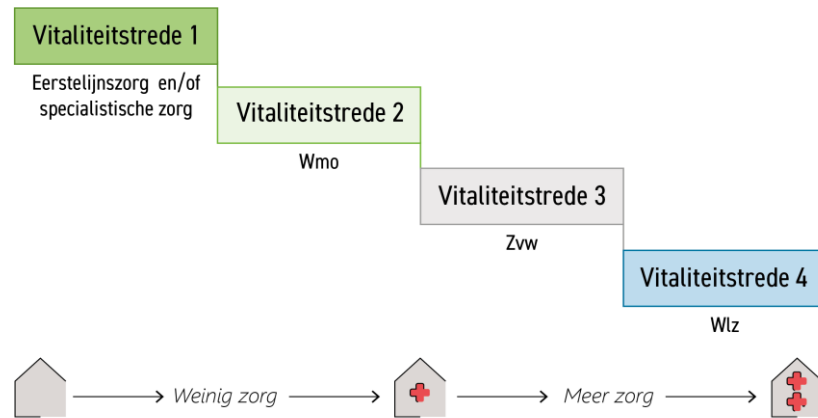 Vitaliteitstrede 1
Eerstelijnszorg en/of
specialistische zorg
Vitaliteitstrede 2
Wmo
Vitaliteitstrede 3
Zvw
Vitaliteitstrede 4
Wlz
Weinig zorg
Meer zorg